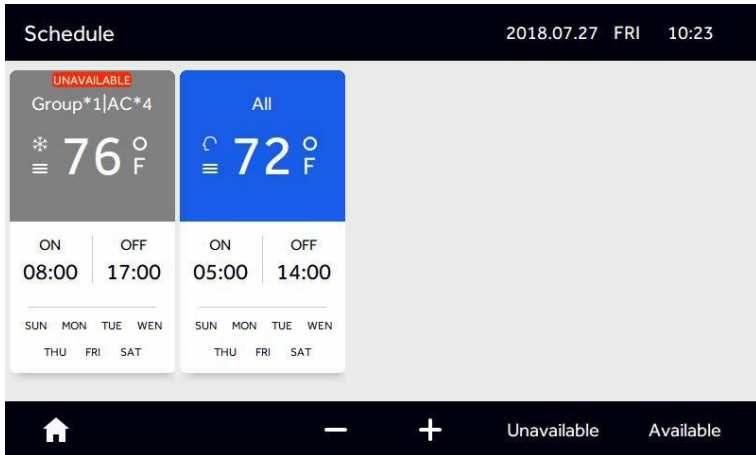 Schedule 2018.07.27 FRI 10:23
UNAVAILABLE
Group*1|AC*4
76°F
ON OFF
08:00 17:00
SUN MON TUE WEN
THU FRI SAT
All
72°F
ON OFF
05:00 14:00
SUN MON TUE WEN
THU FRI SAT
Unavailable Available